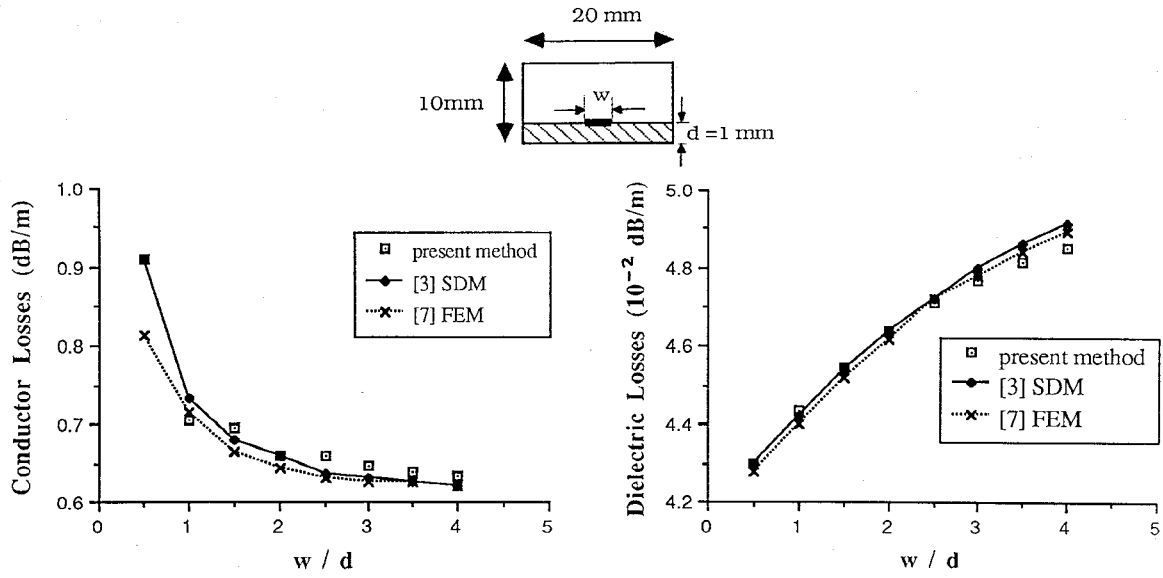 20 mm
10mm
w
d =1 mm
Conductor Losses (dB/m)
1.0
0.9
0.8
0.7
0.6
0
1
2
3
4
5
w / d
present method
[3] SDM
[7] FEM
Dielectric Losses (10⁻² dB/m)
5.0
4.8
4.6
4.4
4.2
0
1
2
3
4
5
w / d
present method
[3] SDM
[7] FEM